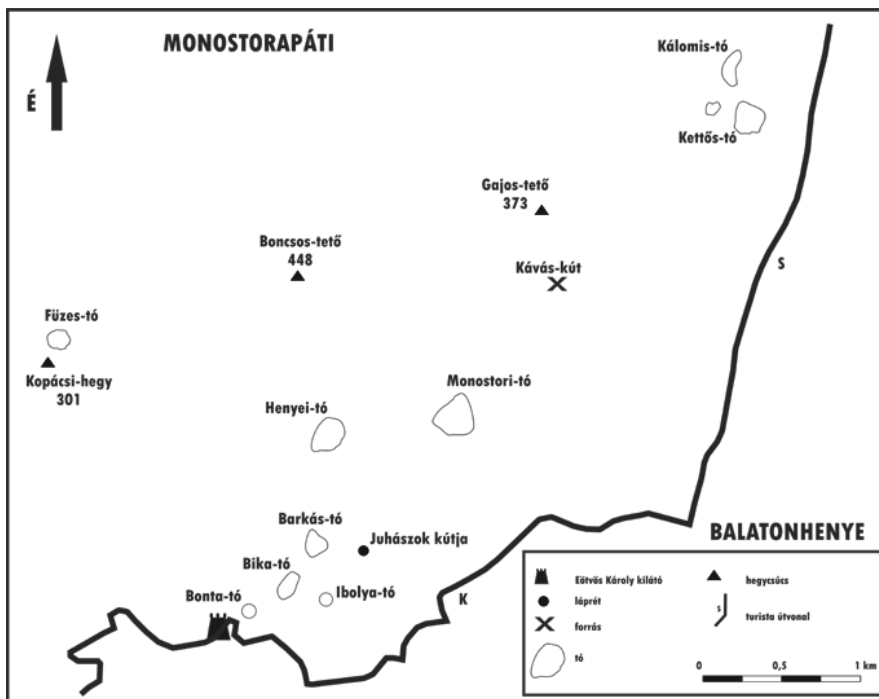 MONOSTORAPÁTI
Kálomis-tó
É
Kettős-tó
Gajos-tető
373
Boncsos-tető
448
Kávás-kút
S
Füzes-tó
Kopácsi-hegy
301
Monostori-tó
Henyei-tó
Barkás-tó
Juhászok kútja
BALATONHENYE
Bika-tó
Bonta-tó
Ibolya-tó
K
Eötvös Károly kilátó
hegycsúcs
láprét
S
turista útvonal
forrás
tó
0
0,5
1 km